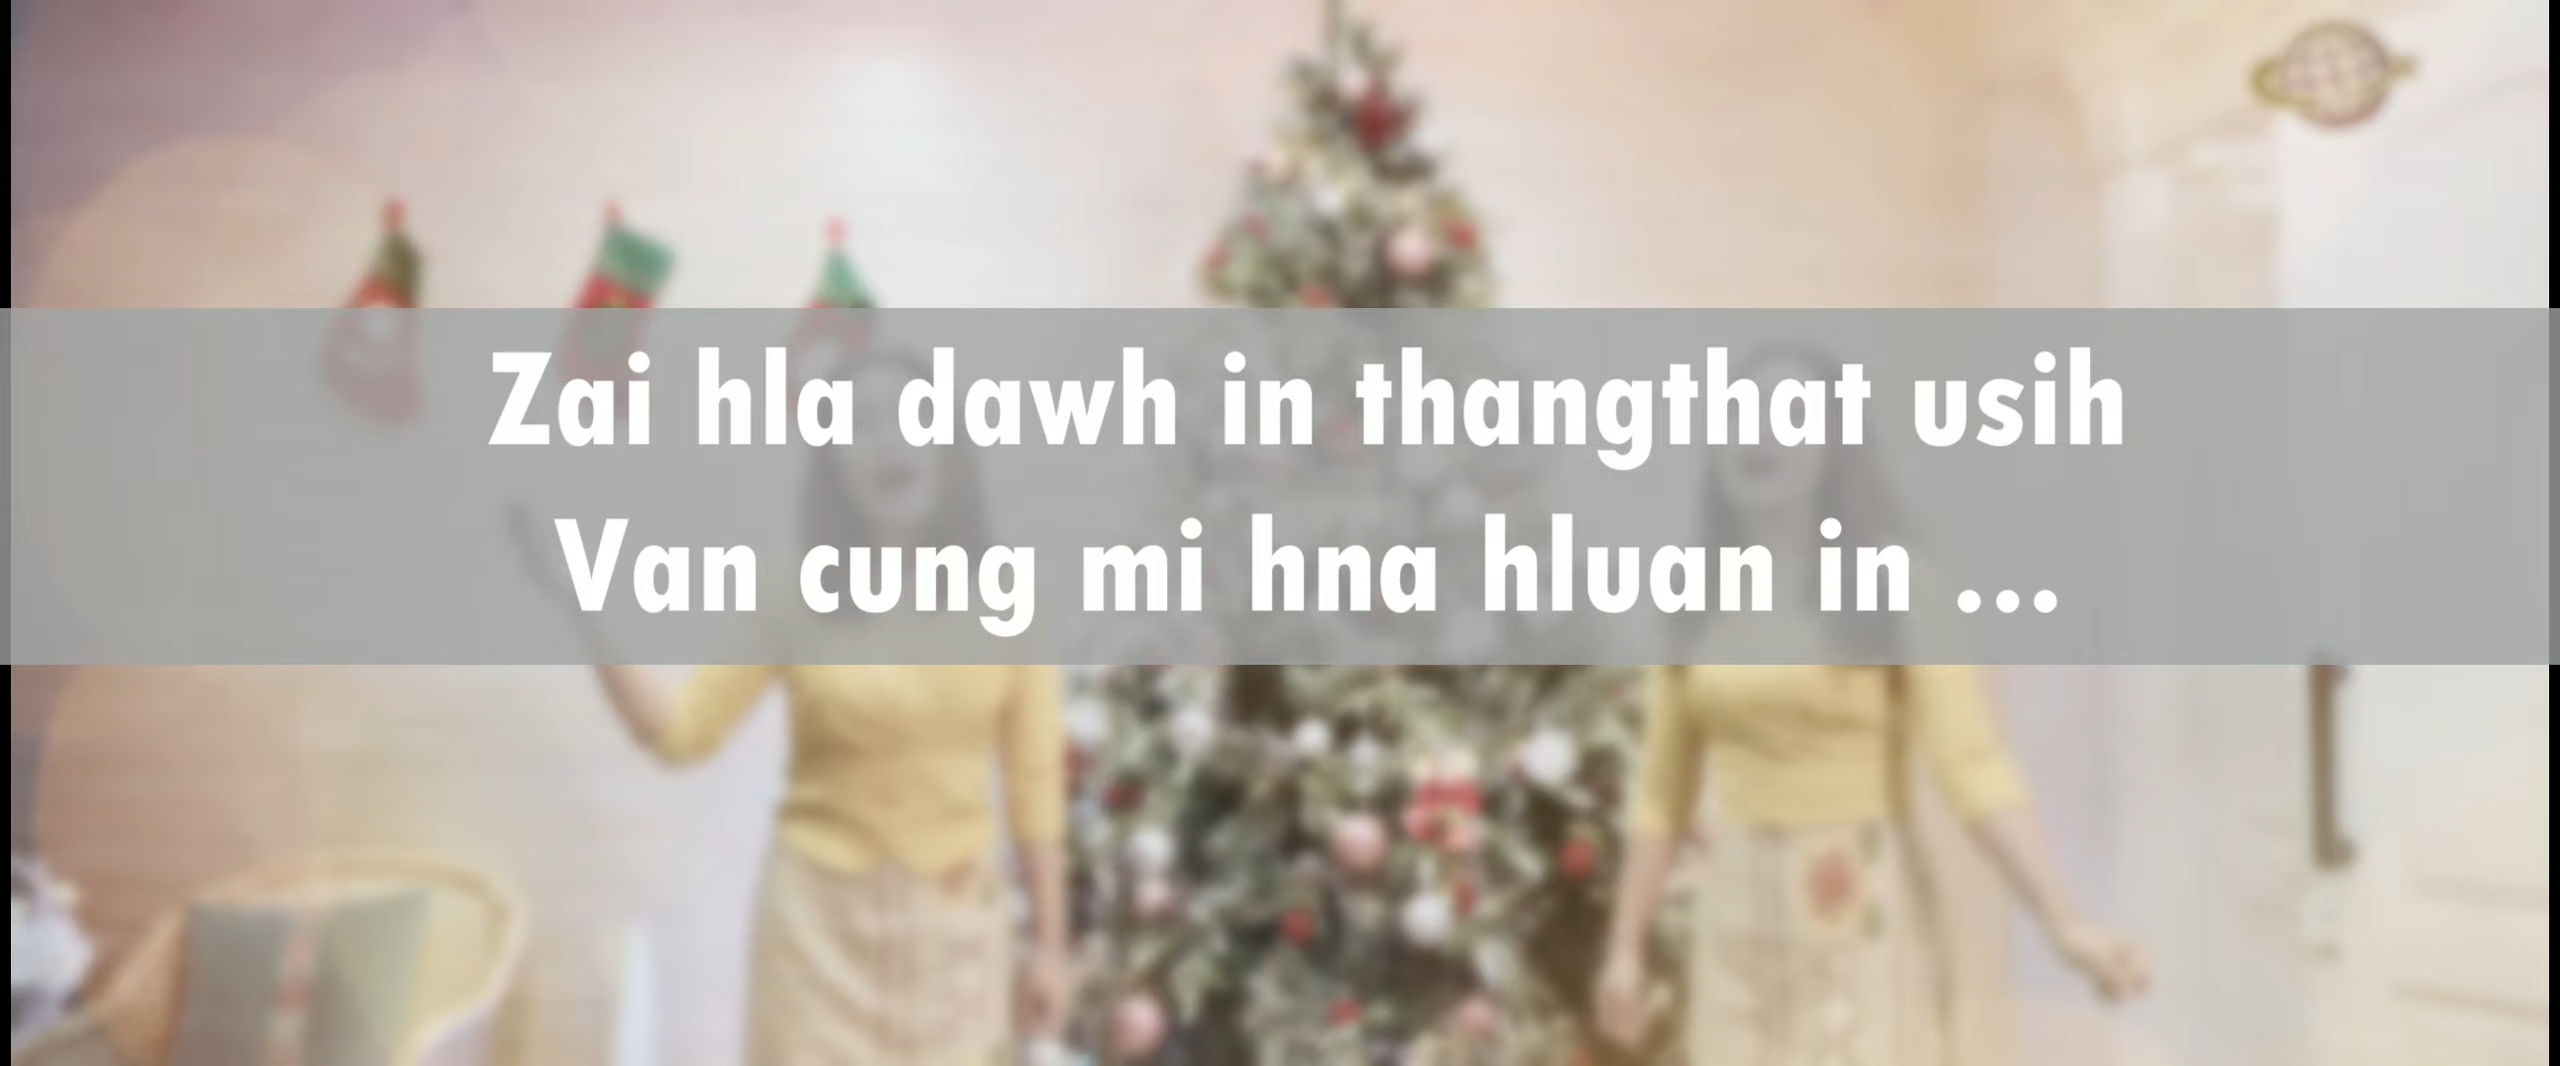 Zai hla dawh in thangthat usih
Van cung mi hna hluan in ...